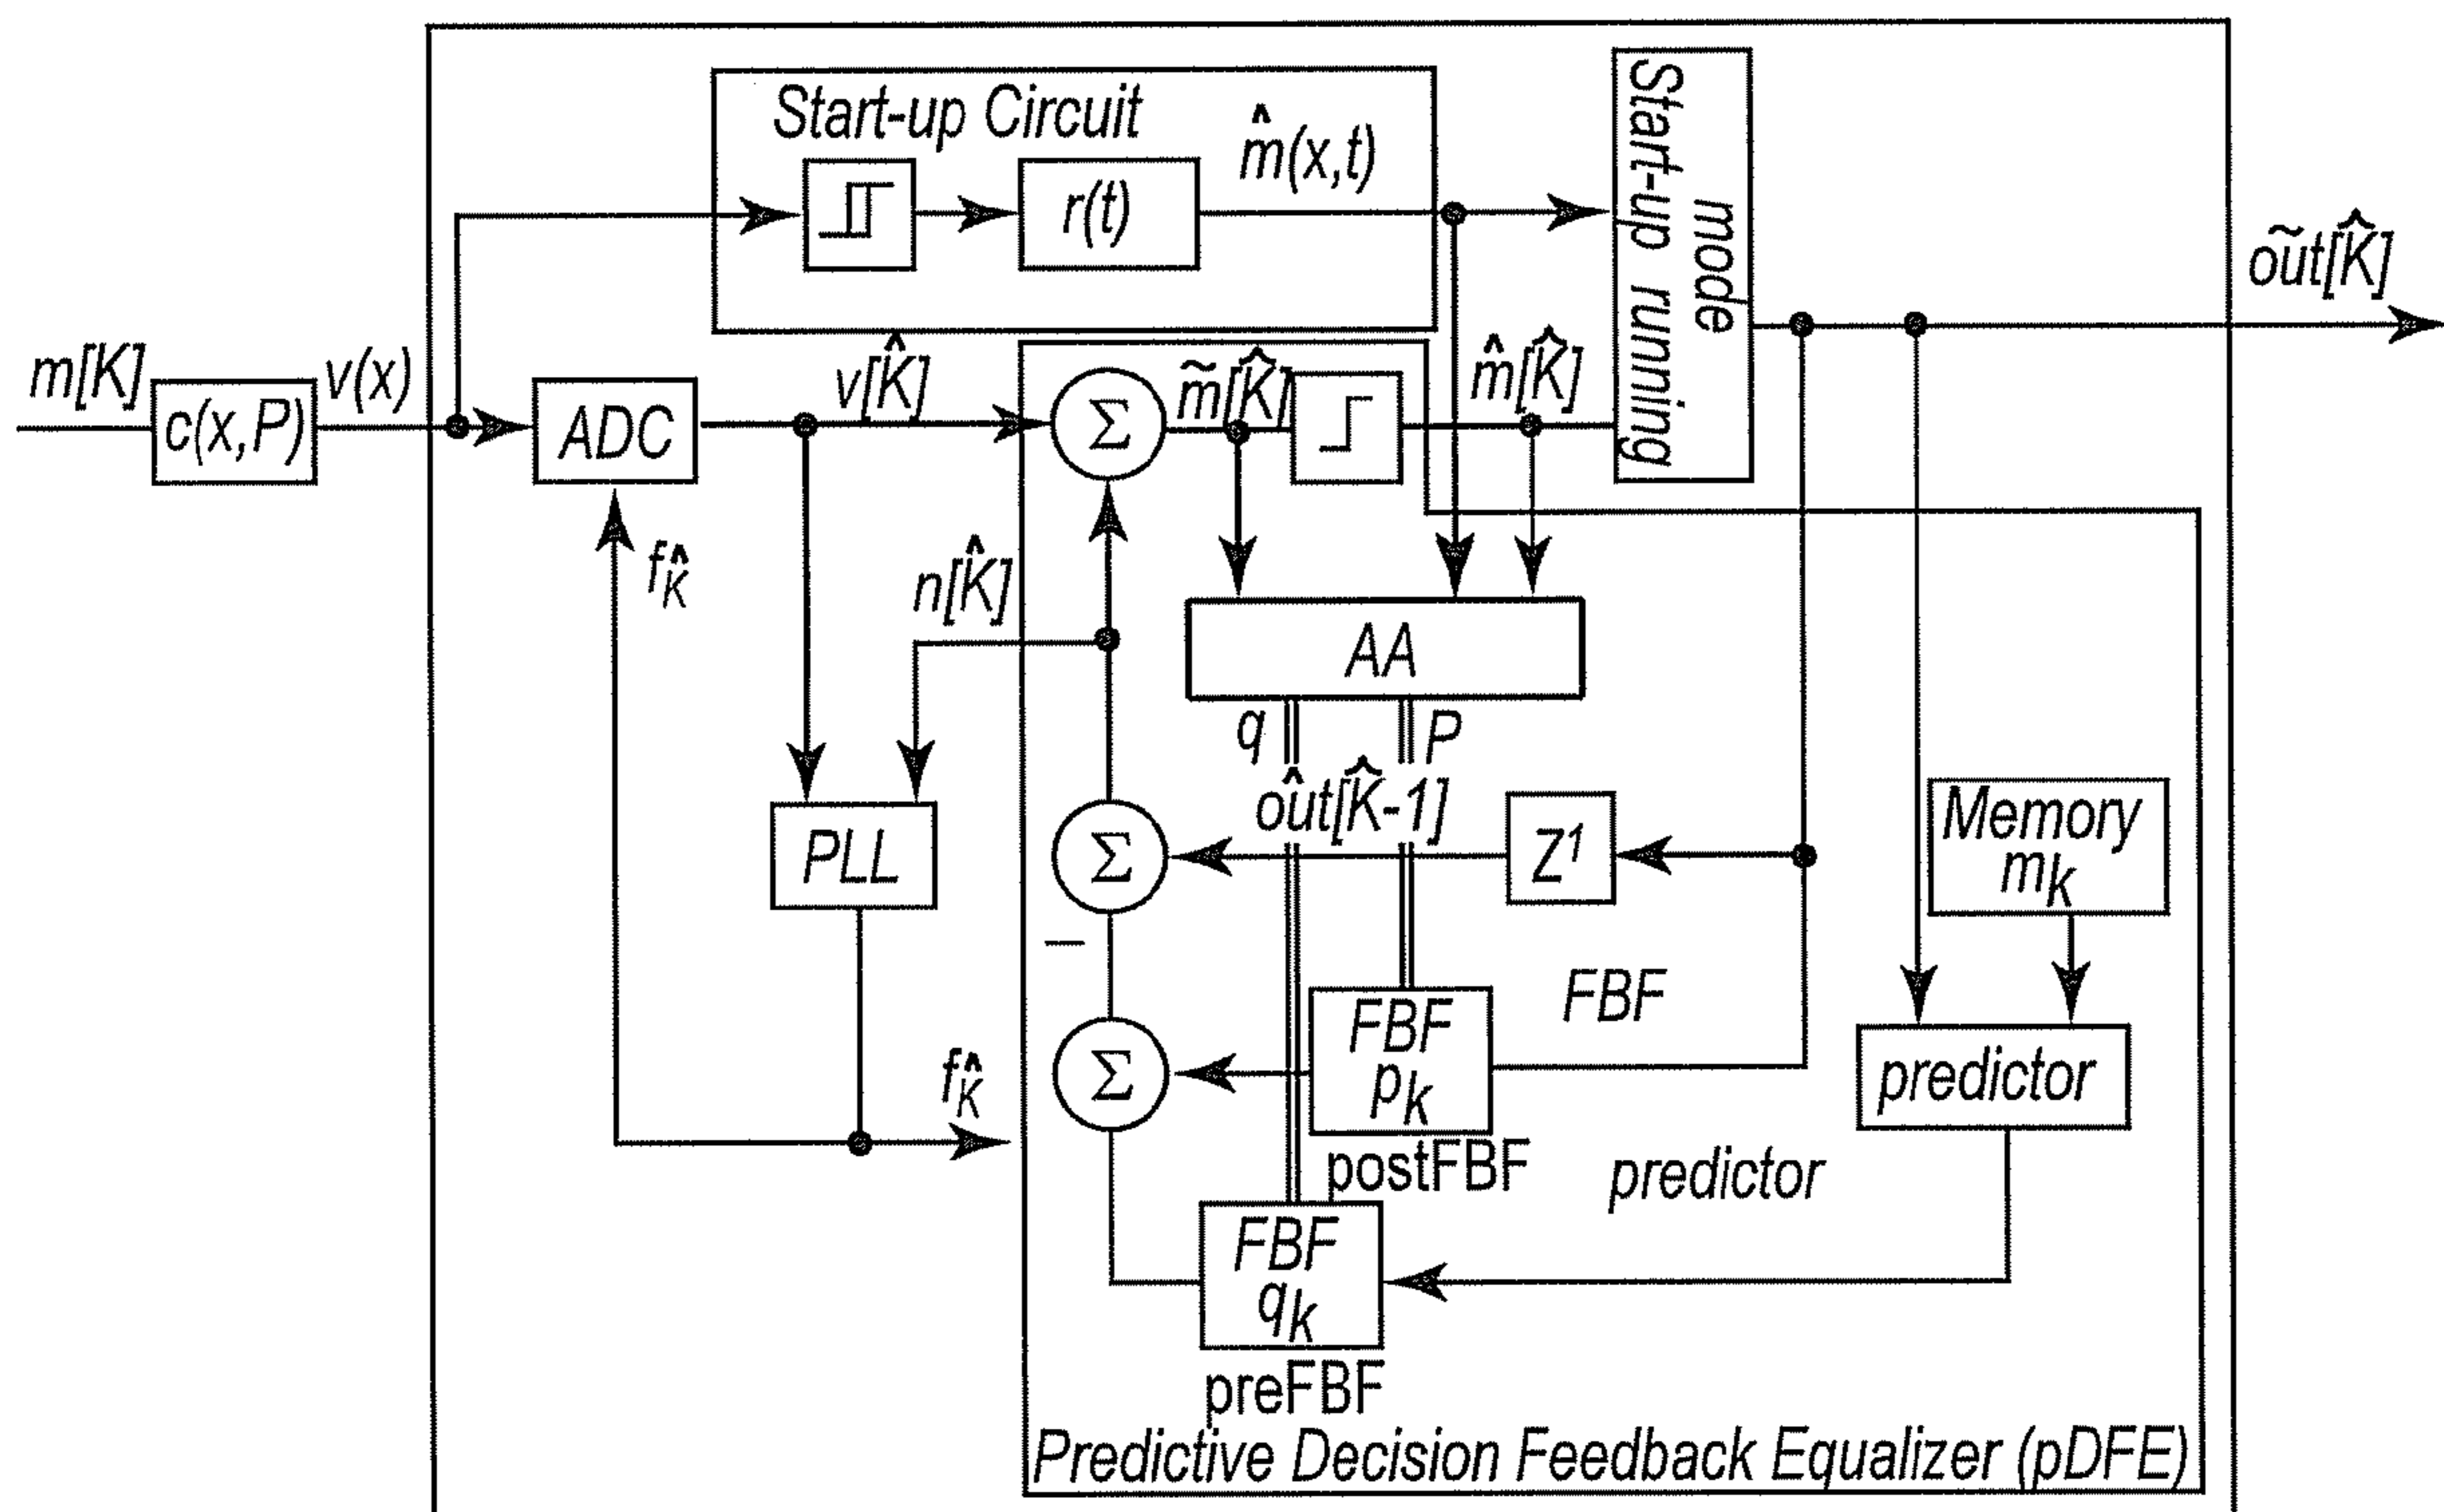 Start-up Circuit
m̂(x,t)
r(t)
Start-up running
mode
õut[K̂]
m[K]
c(x,P)
v(x)
ADC
v[K̂]
Σ
m̃[K̂]
m̂[K̂]
f_K̂
n[K̂]
AA
q
P
ôut[K̂-1]
PLL
Σ
Z¹
Memory
m_k
FBF
FBF
p_k
postFBF
Σ
f_K̂
predictor
predictor
FBF
q_k
preFBF
–
Predictive Decision Feedback Equalizer (pDFE)